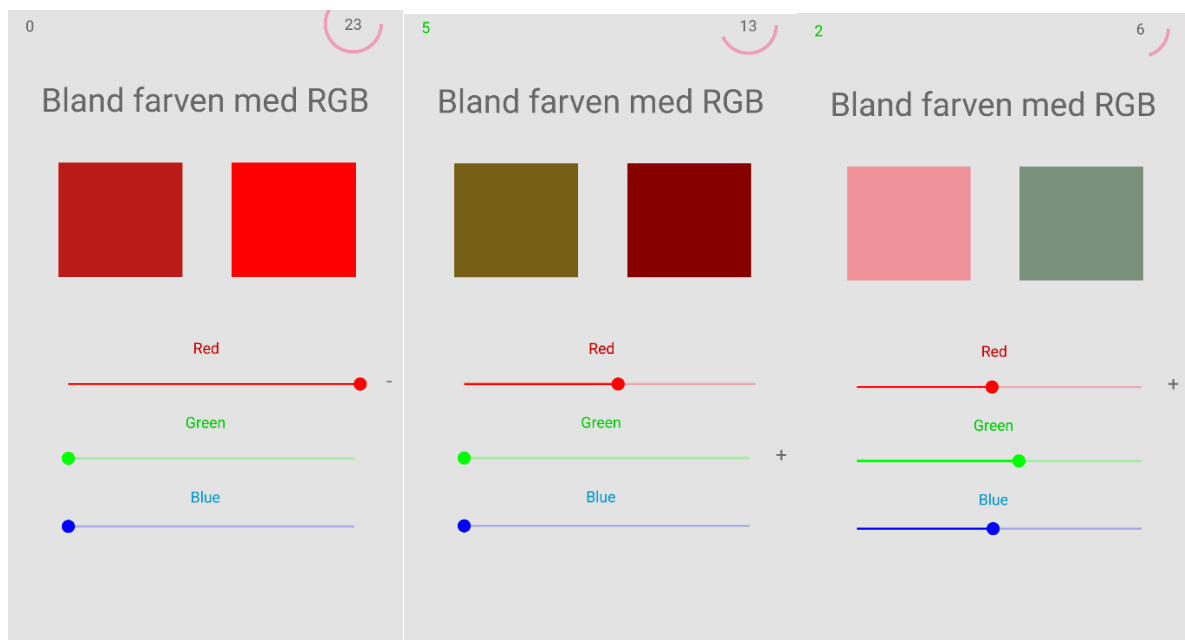 0
23
Bland farven med RGB
Red
-
Green
Blue
5
13
Bland farven med RGB
Red
Green
+
Blue
2
6
Bland farven med RGB
Red
+
Green
Blue